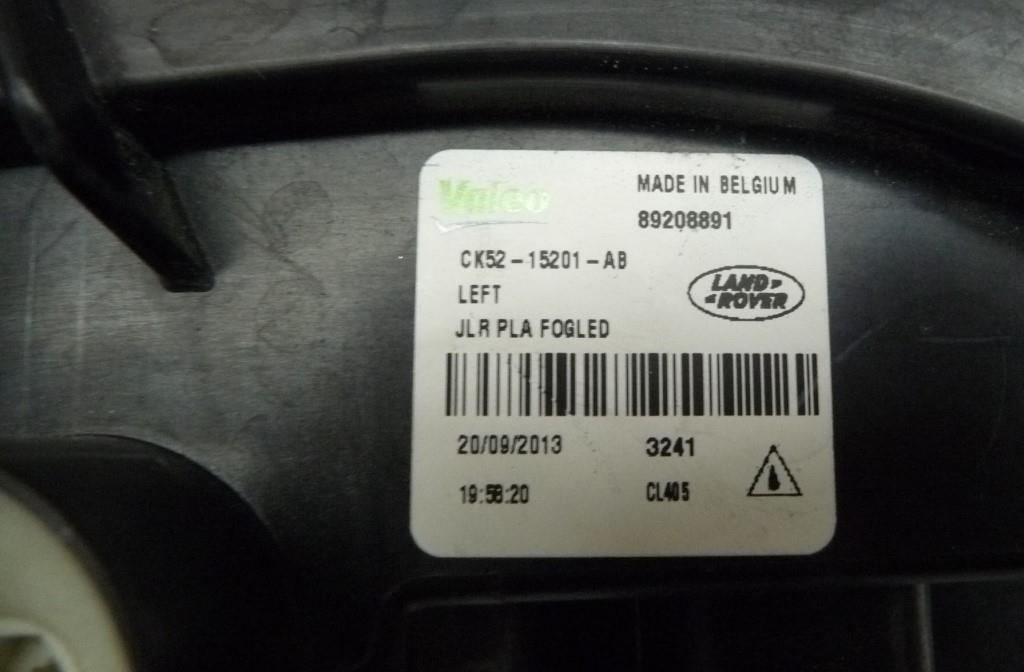 Valeo
MADE IN BELGIUM
89208891
CK52-15201-AB
LEFT
LAND
ROVER
JLR PLA FOGLED
20/09/2013
3241
19:58:20
CL405